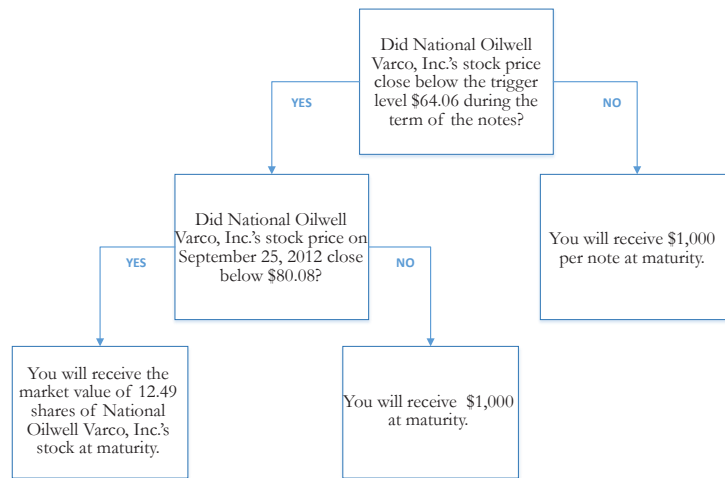 Did National Oilwell
Varco, Inc.'s stock price
close below the trigger
level $64.06 during the
term of the notes?
YES
NO
Did National Oilwell
Varco, Inc.'s stock price on
September 25, 2012 close
below $80.08?
You will receive $1,000
per note at maturity.
YES
NO
You will receive the
market value of 12.49
shares of National
Oilwell Varco, Inc.'s
stock at maturity.
You will receive $1,000
at maturity.